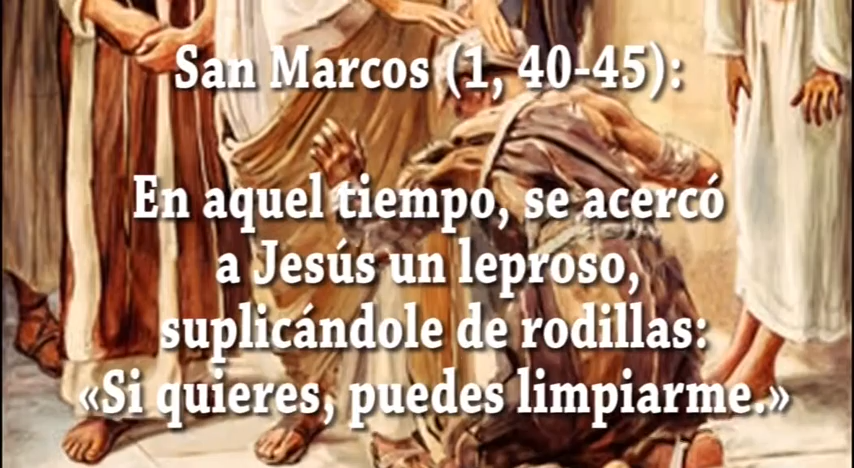 San Marcos (1, 40-45):
En aquel tiempo, se acercó
a Jesús un leproso,
suplicándole de rodillas:
«Si quieres, puedes limpiarme.»